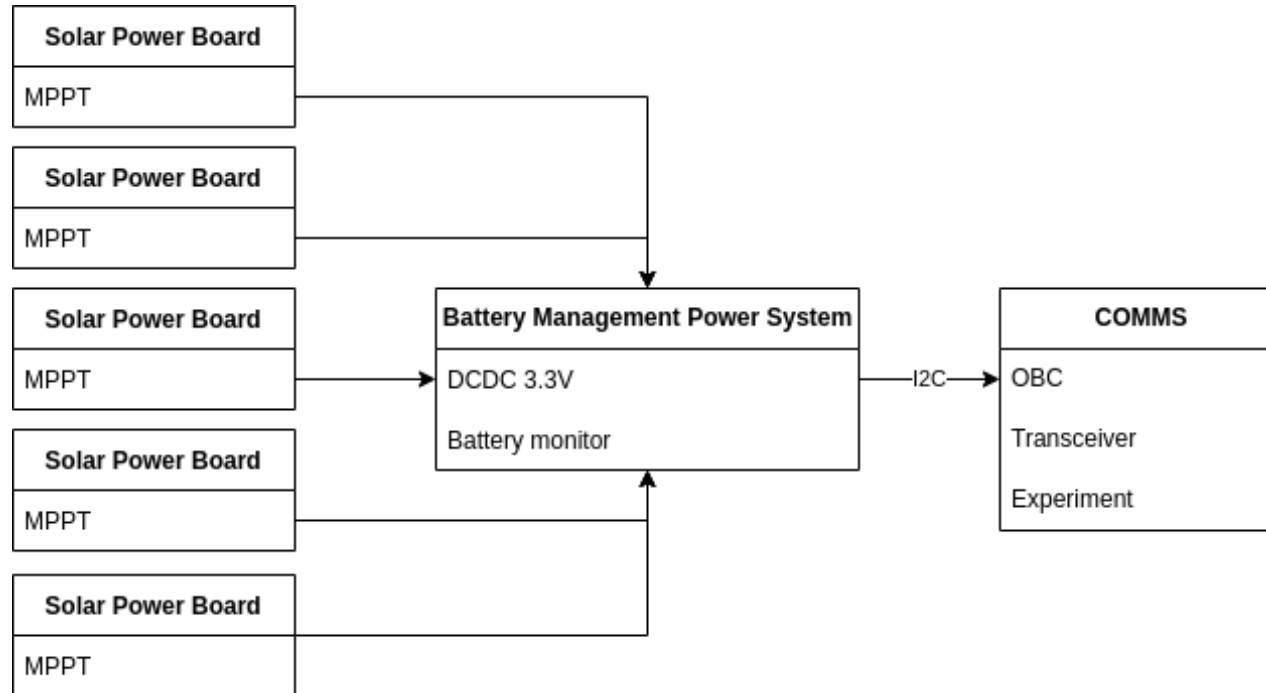 Solar Power Board
MPPT
Solar Power Board
MPPT
Solar Power Board
MPPT
Solar Power Board
MPPT
Solar Power Board
MPPT
Battery Management Power System
DCDC 3.3V
Battery monitor
I2C
COMMS
OBC
Transceiver
Experiment